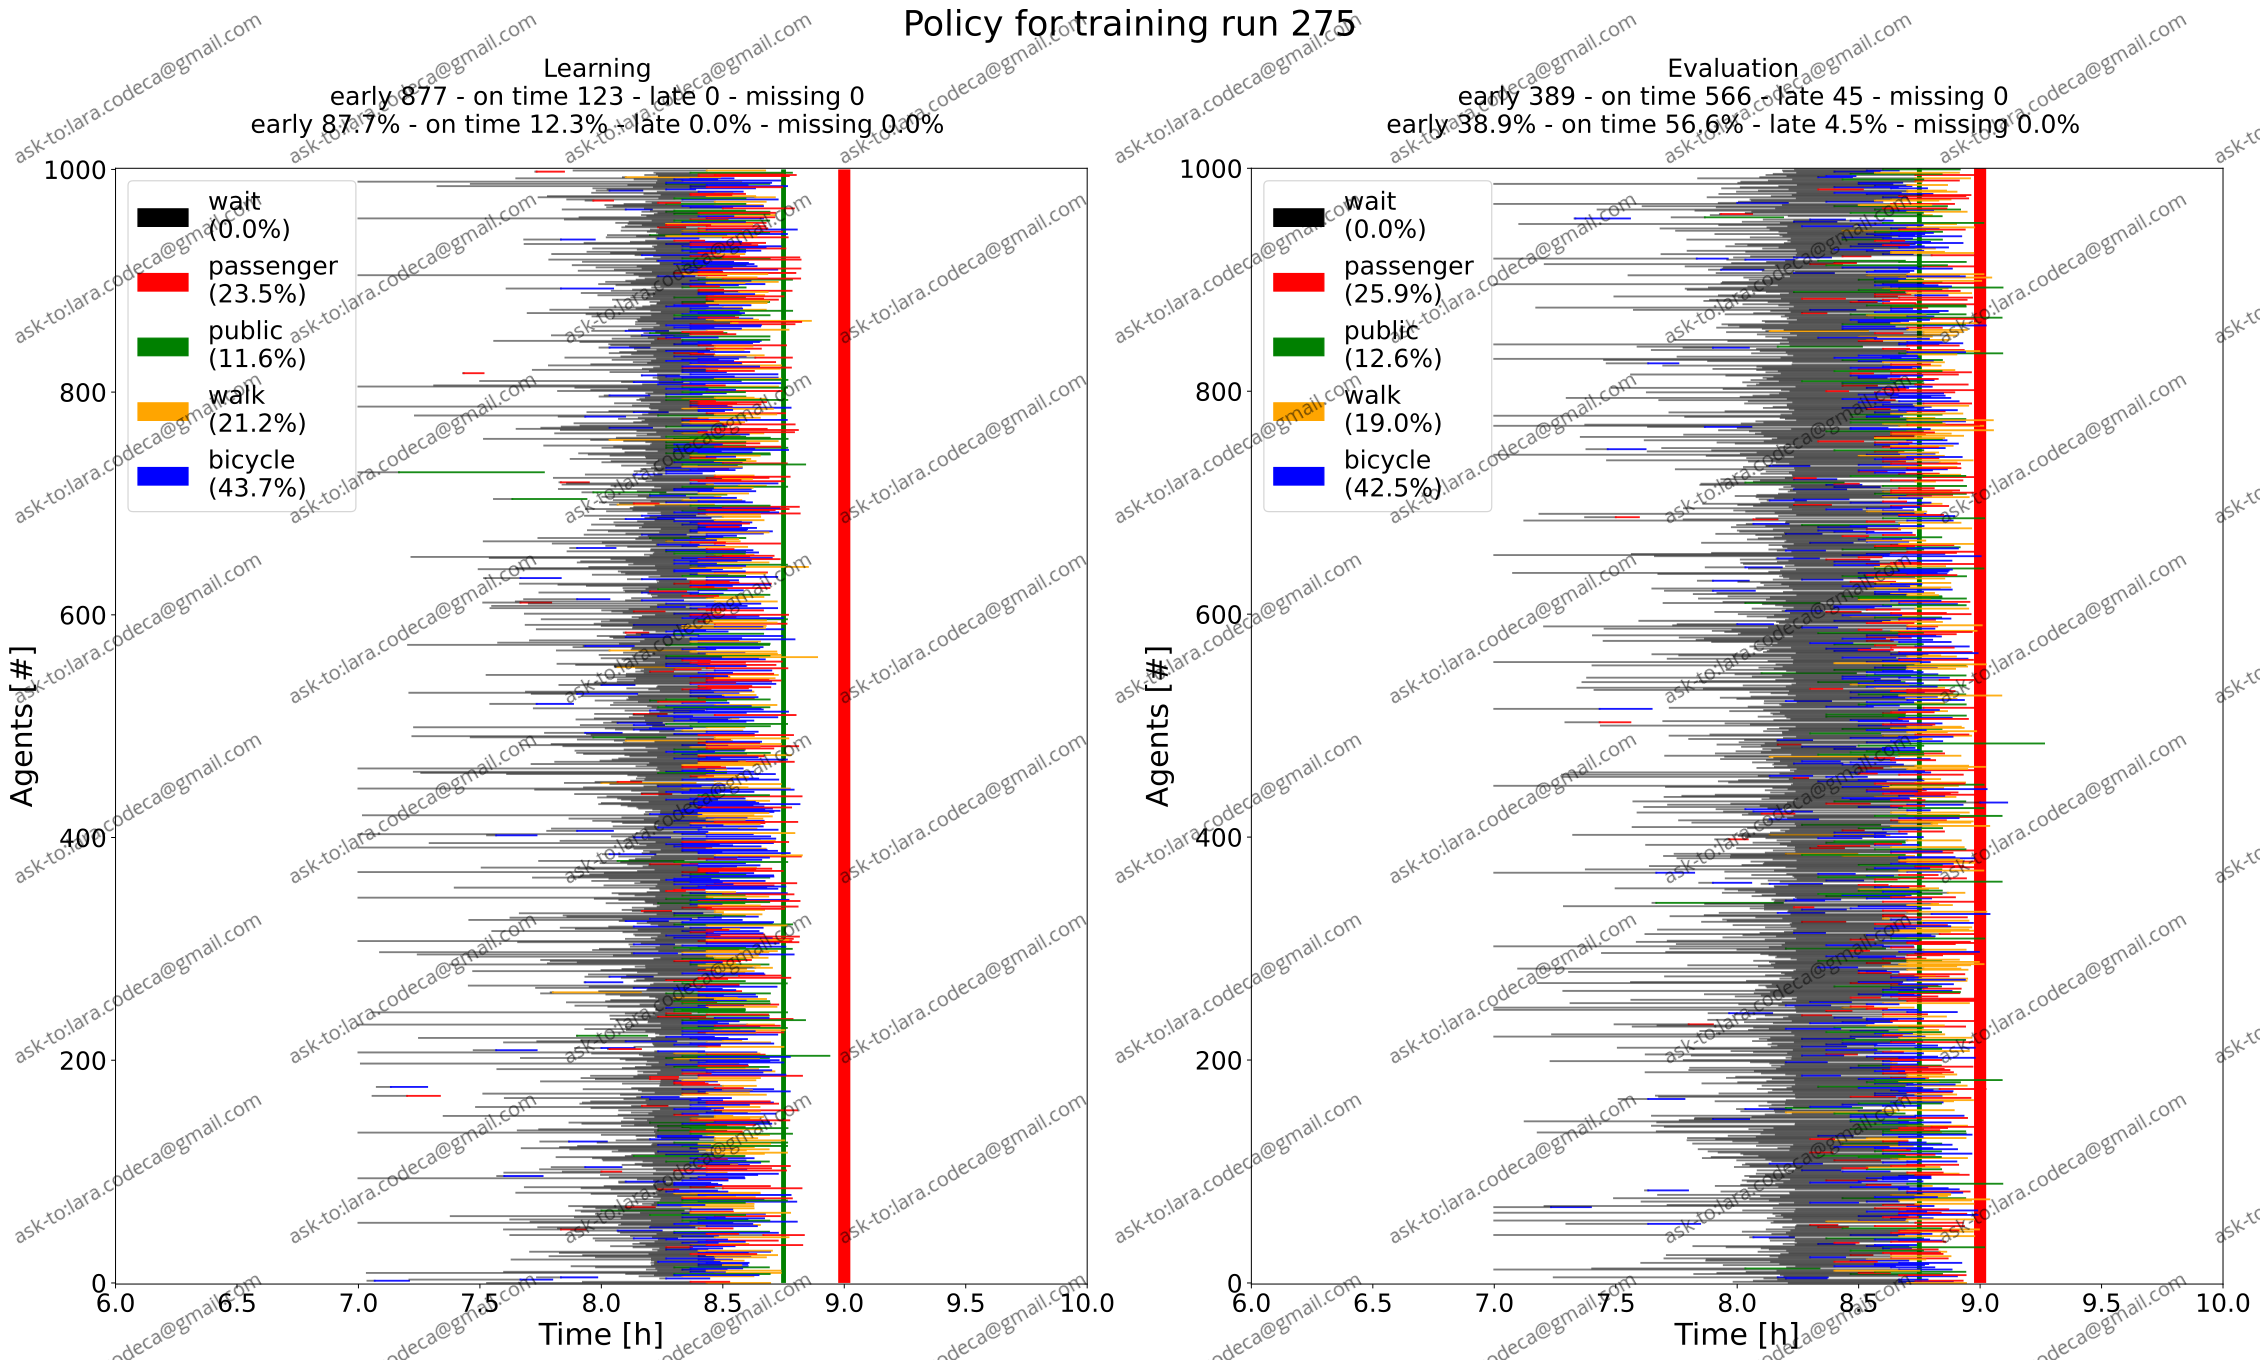 Policy for training run 275
Learning
early 877 - on time 123 - late 0 - missing 0
early 87.7% - on time 12.3% - late 0.0% - missing 0.0%
Evaluation
early 389 - on time 566 - late 45 - missing 0
early 38.9% - on time 56.6% - late 4.5% - missing 0.0%
1000
800
600
400
200
0
Agents [#]
wait
(0.0%)
passenger
(23.5%)
public
(11.6%)
walk
(21.2%)
bicycle
(43.7%)
6.0 6.5 7.0 7.5 8.0 8.5 9.0 9.5 10.0
Time [h]
1000
800
600
400
200
0
Agents [#]
wait
(0.0%)
passenger
(25.9%)
public
(12.6%)
walk
(19.0%)
bicycle
(42.5%)
6.0 6.5 7.0 7.5 8.0 8.5 9.0 9.5 10.0
Time [h]
ask-to:lara.codeca@gmail.com